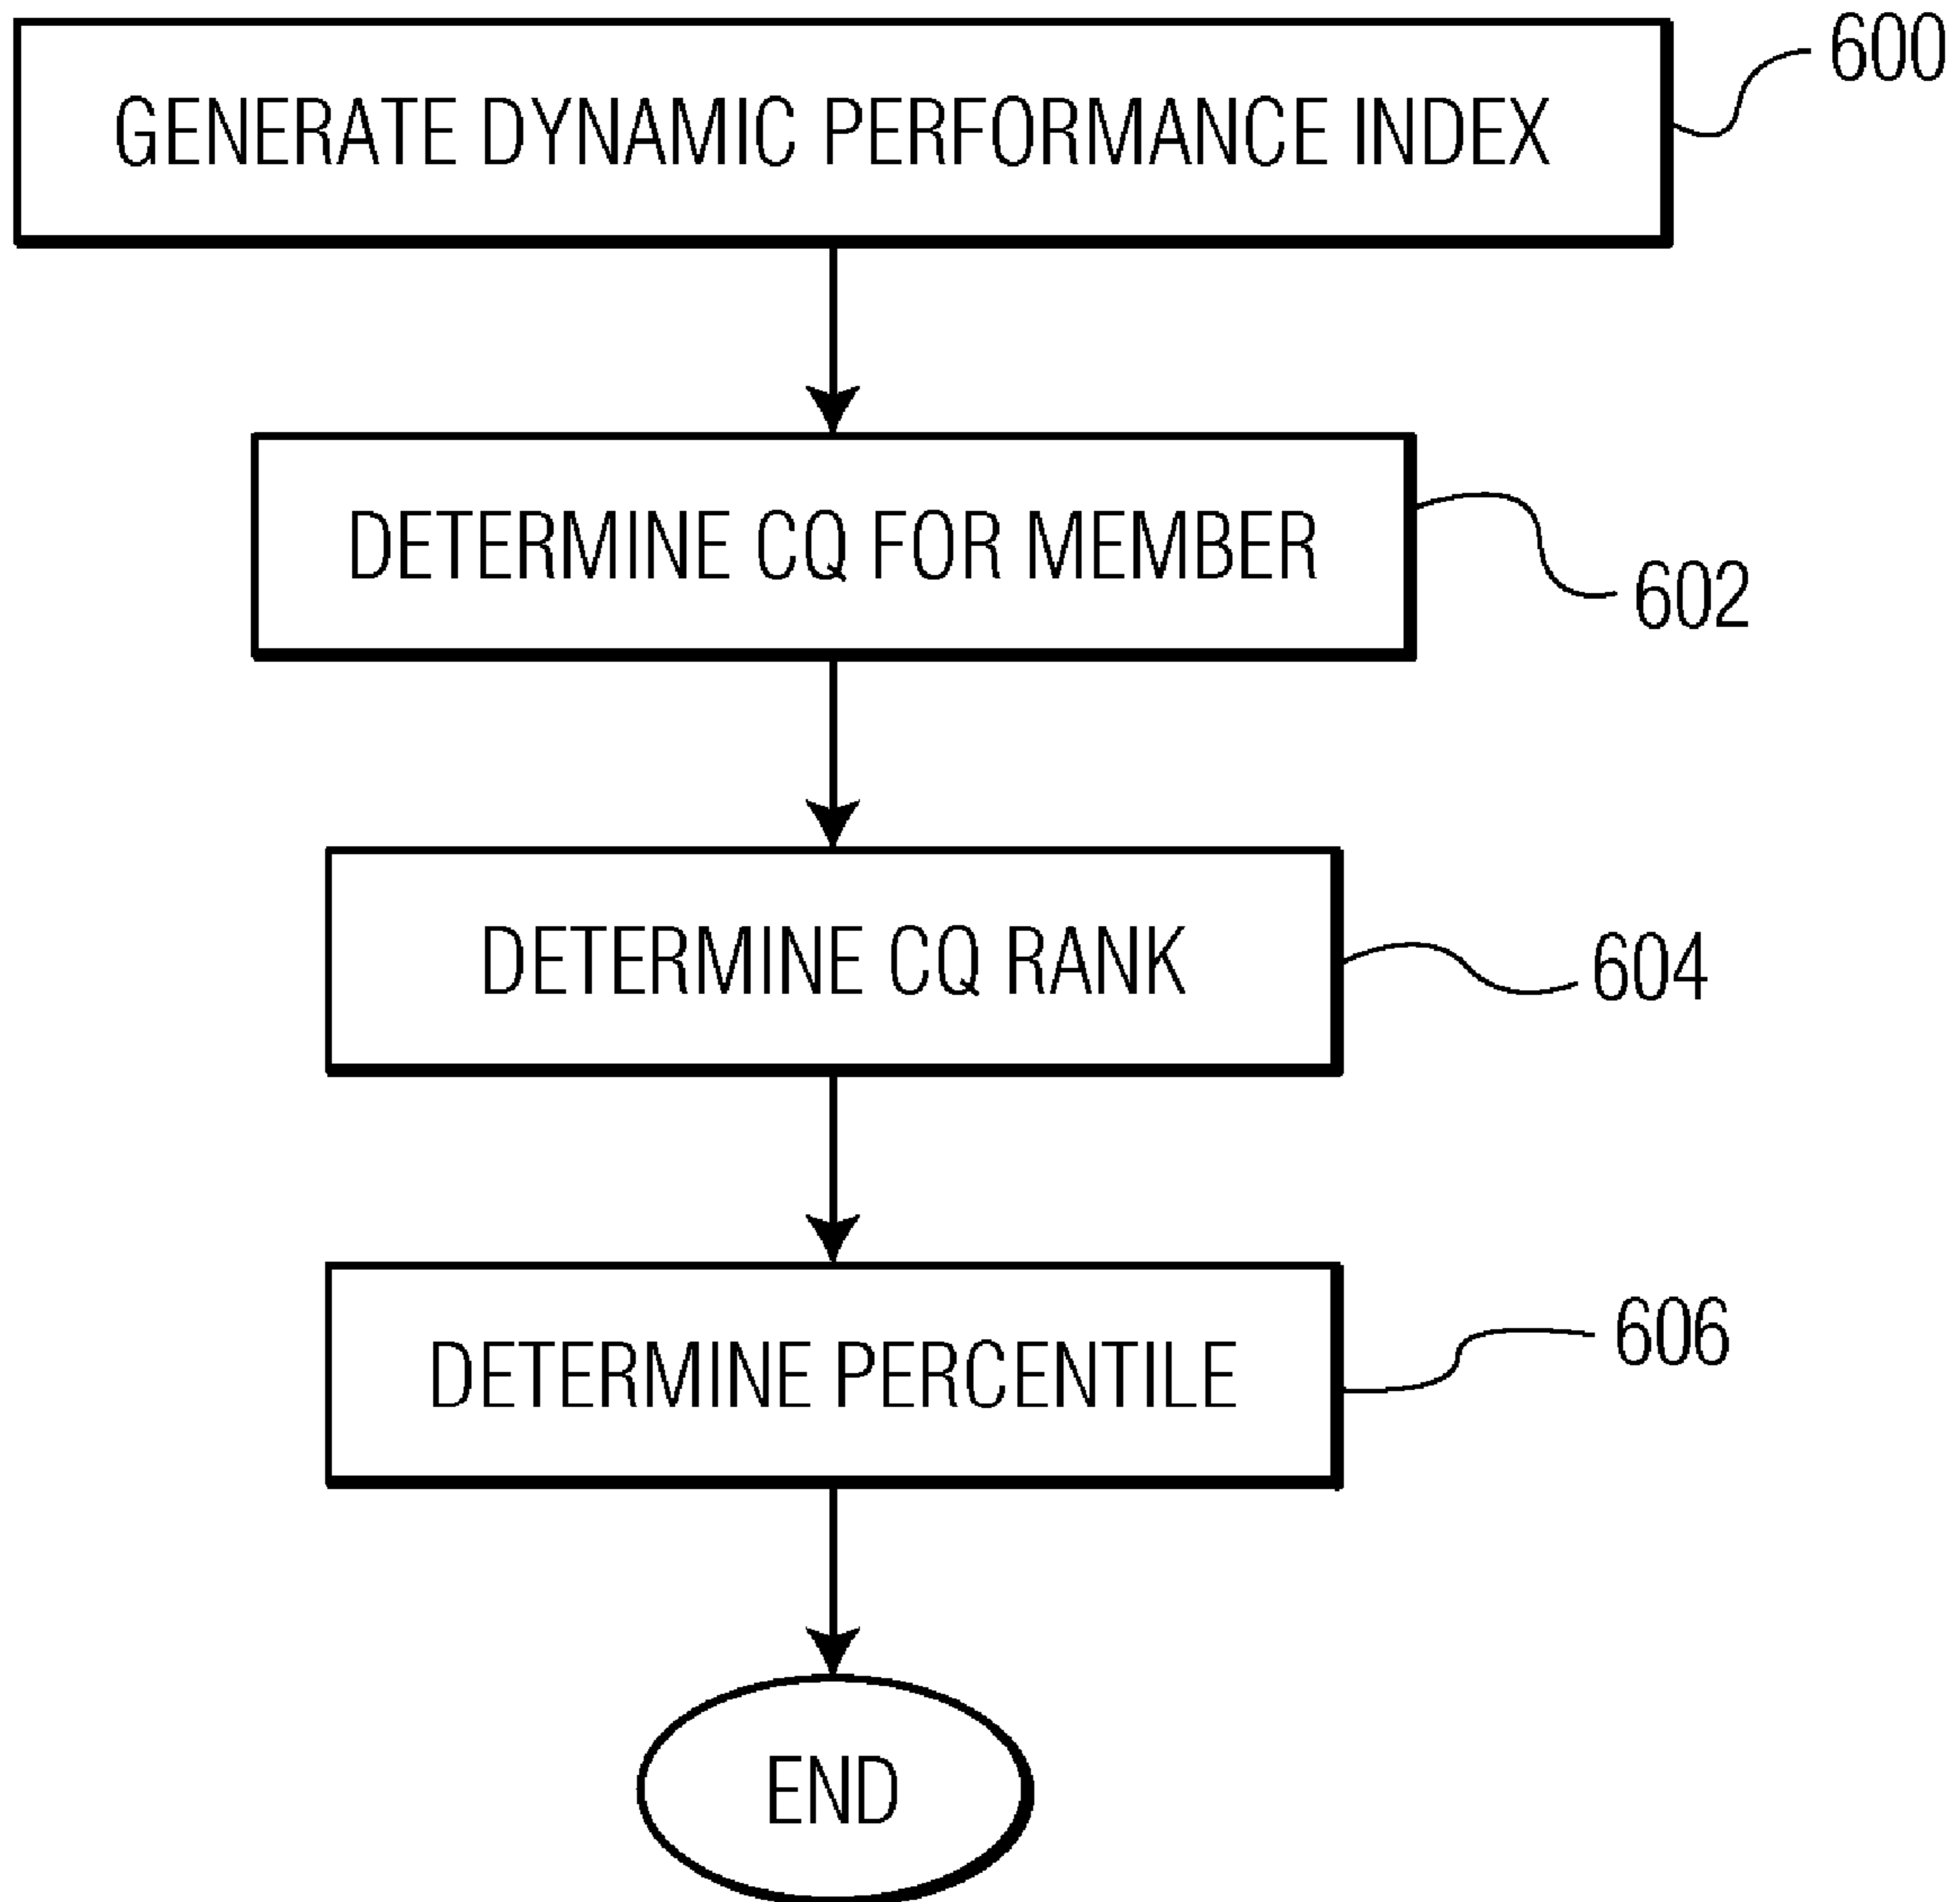 GENERATE DYNAMIC PERFORMANCE INDEX
600
DETERMINE CQ FOR MEMBER
602
DETERMINE CQ RANK
604
DETERMINE PERCENTILE
606
END